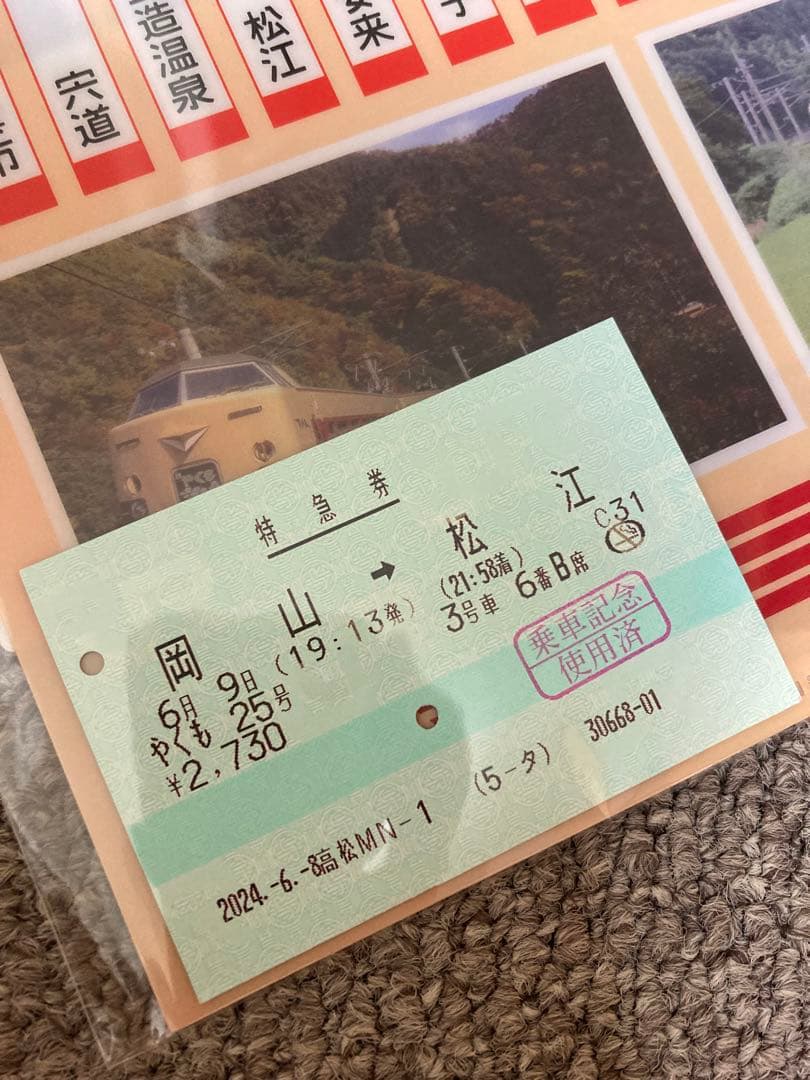 宍道
造温泉
松江
来
特急券
岡山 ➡ 松江
6月 9日 (19:13発) (21:58着) C31
やくも 25号 3号車 6番B席
¥2,730
乗車記念
使用済
2024.-6.-8高松MN-1 (5-タ) 30668-01